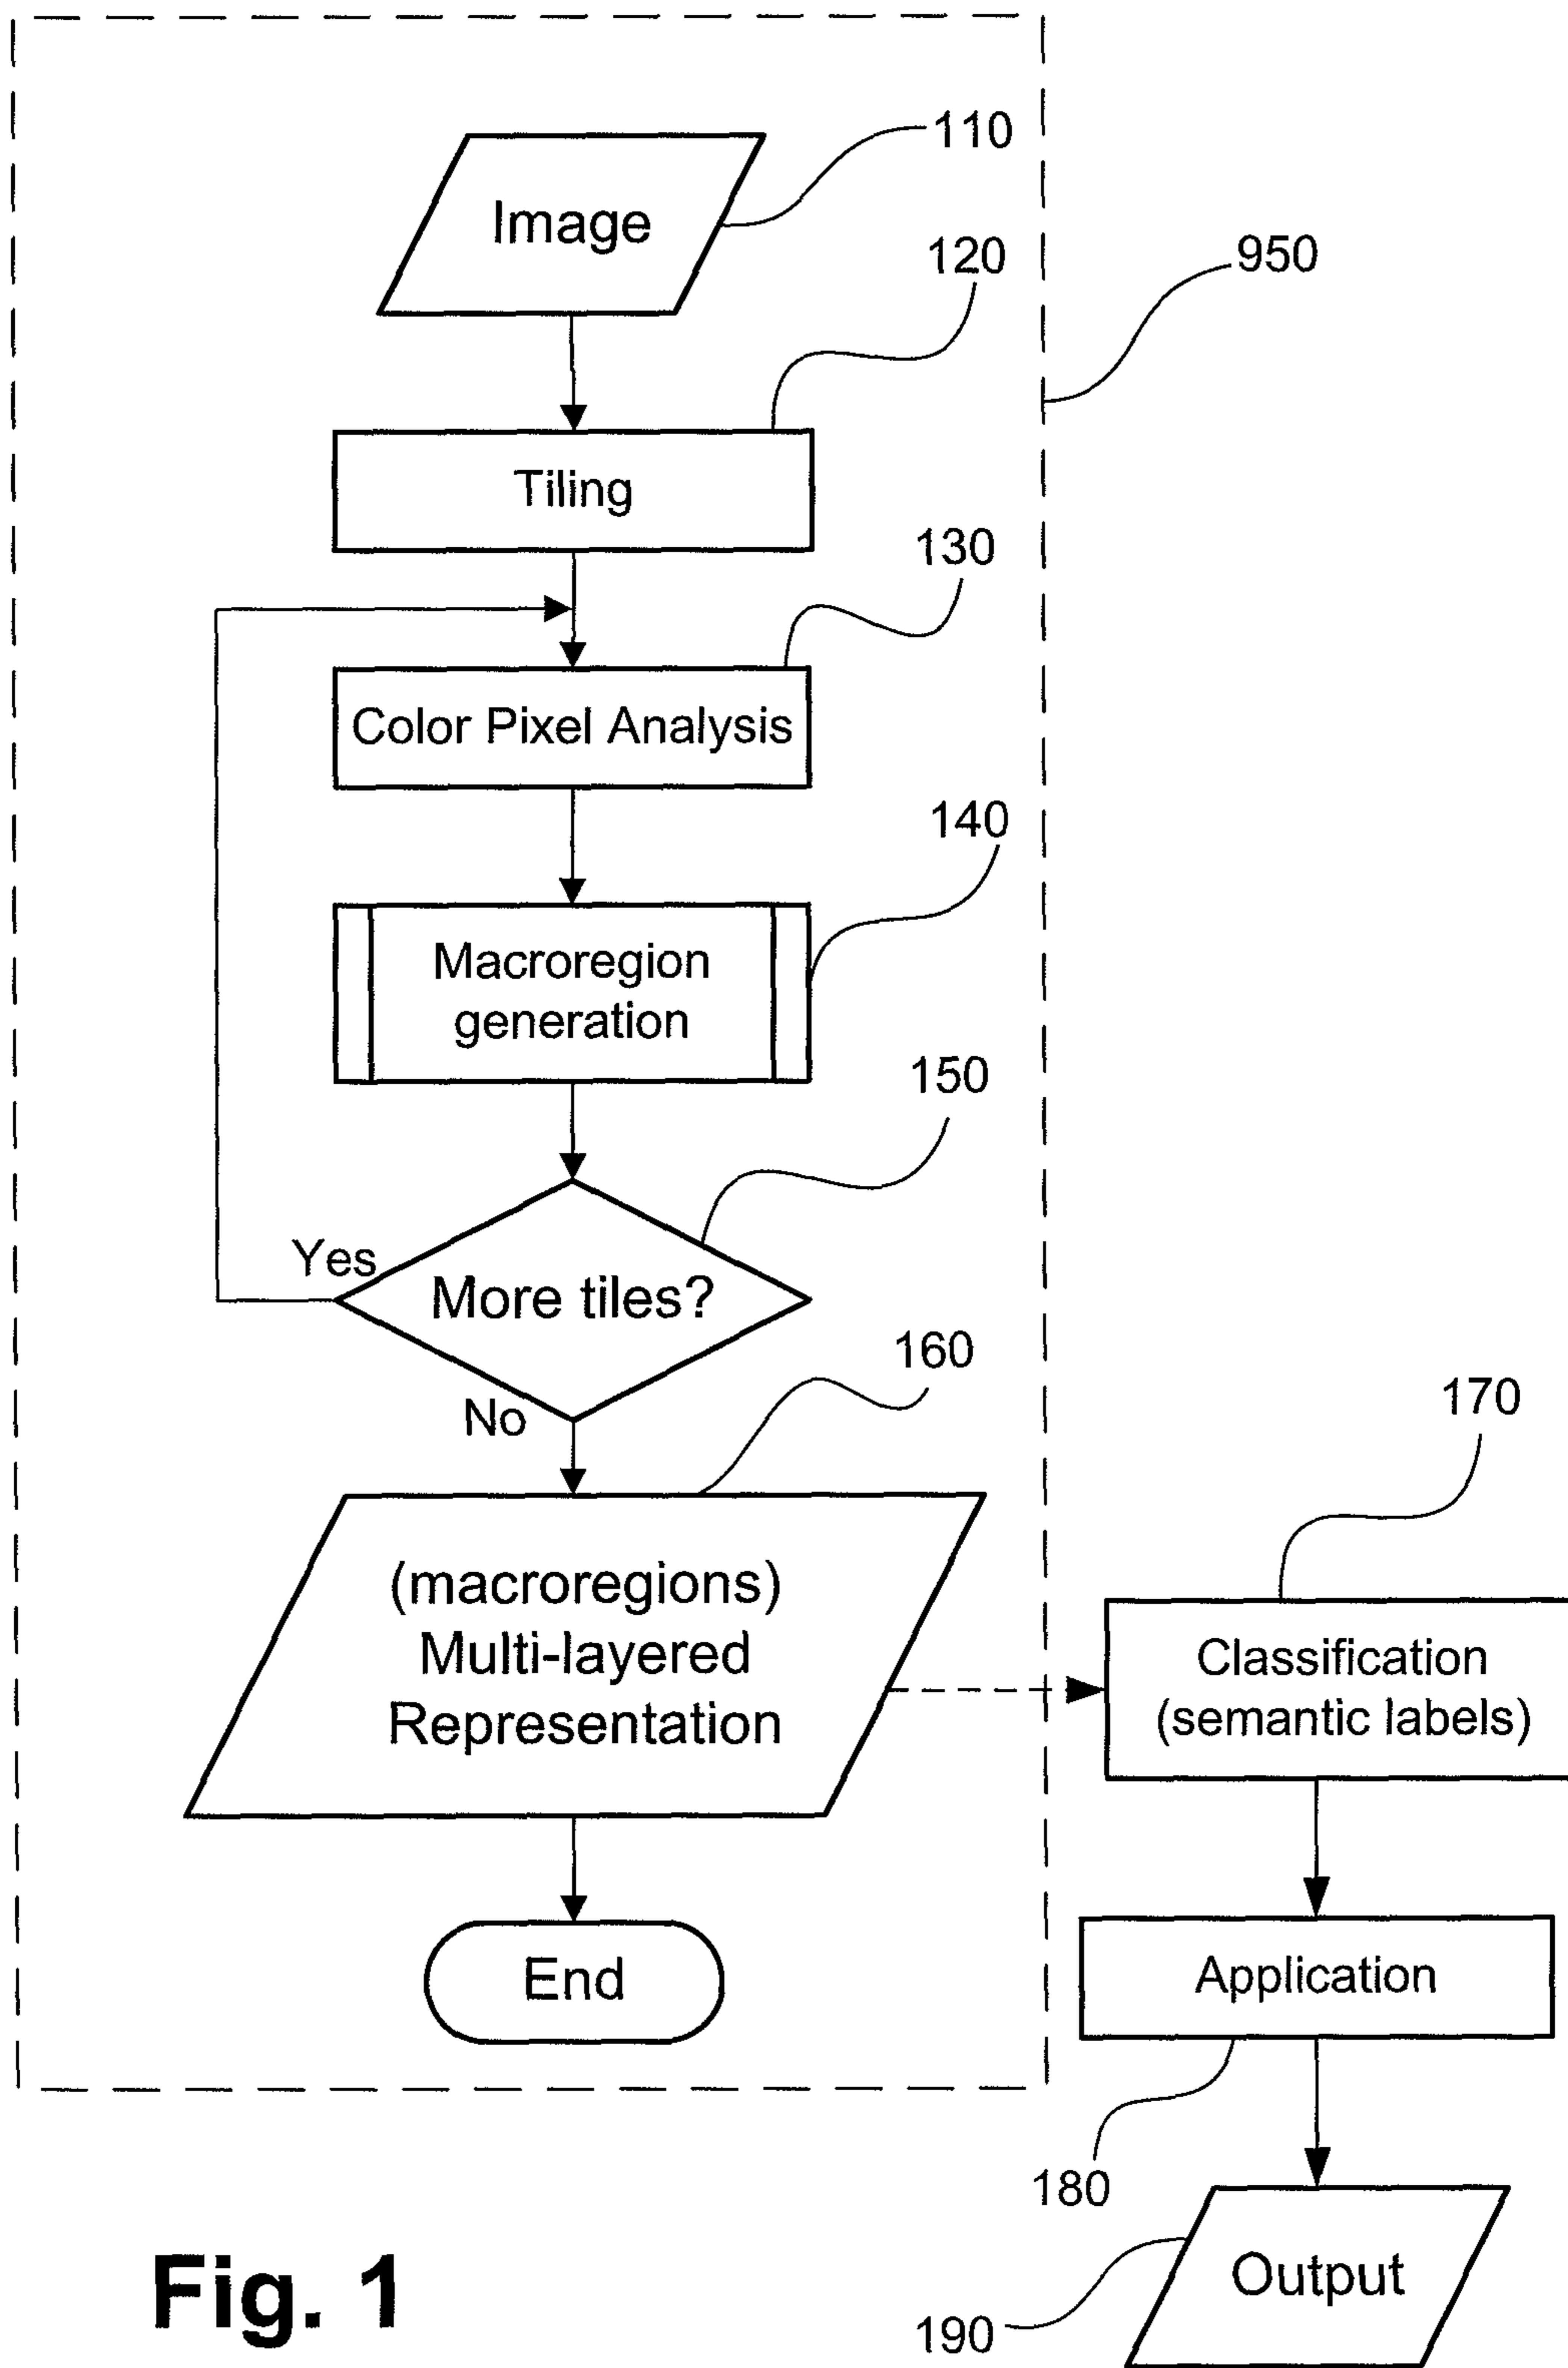 110
Image
120
950
Tiling
130
Color Pixel Analysis
140
Macroregion
generation
150
Yes
More tiles?
160
No
170
(macroregions)
Multi-layered
Representation
Classification
(semantic labels)
End
Application
180
Output
190
Fig. 1